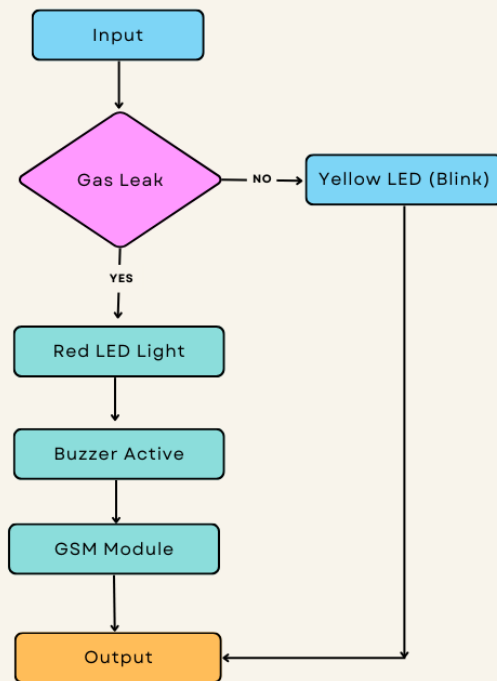 Input
Gas Leak
NO
Yellow LED (Blink)
YES
Red LED Light
Buzzer Active
GSM Module
Output